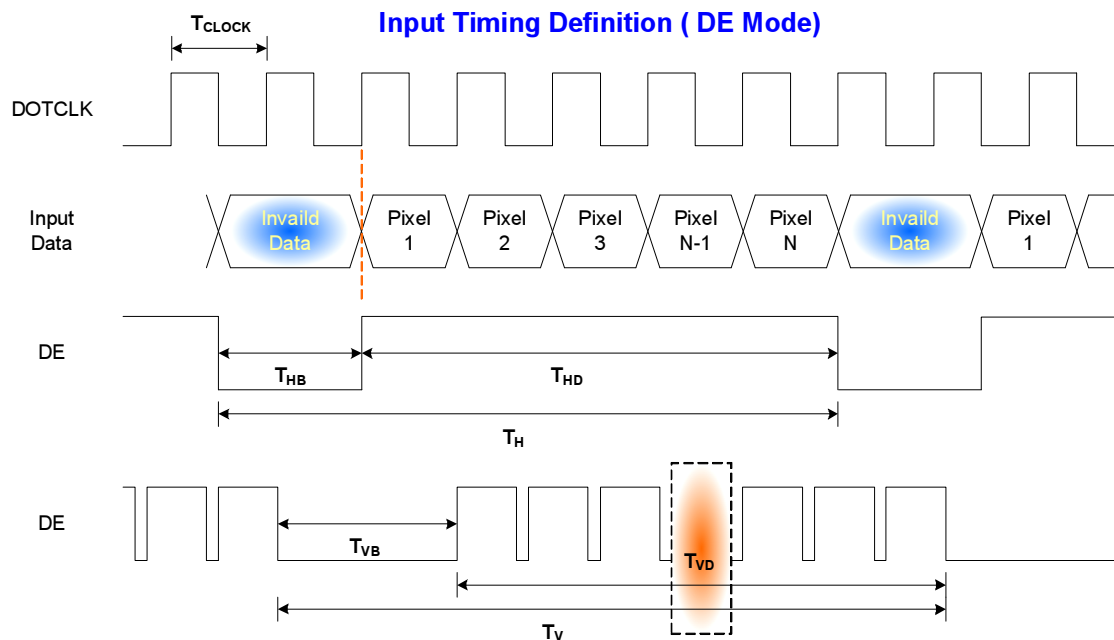 Input Timing Definition ( DE Mode)
TCLOCK
DOTCLK
Input
Data
Invaild
Data
Pixel
1
Pixel
2
Pixel
3
Pixel
N-1
Pixel
N
Invaild
Data
Pixel
1
DE
THB
THD
TH
DE
TVB
TVD
TV